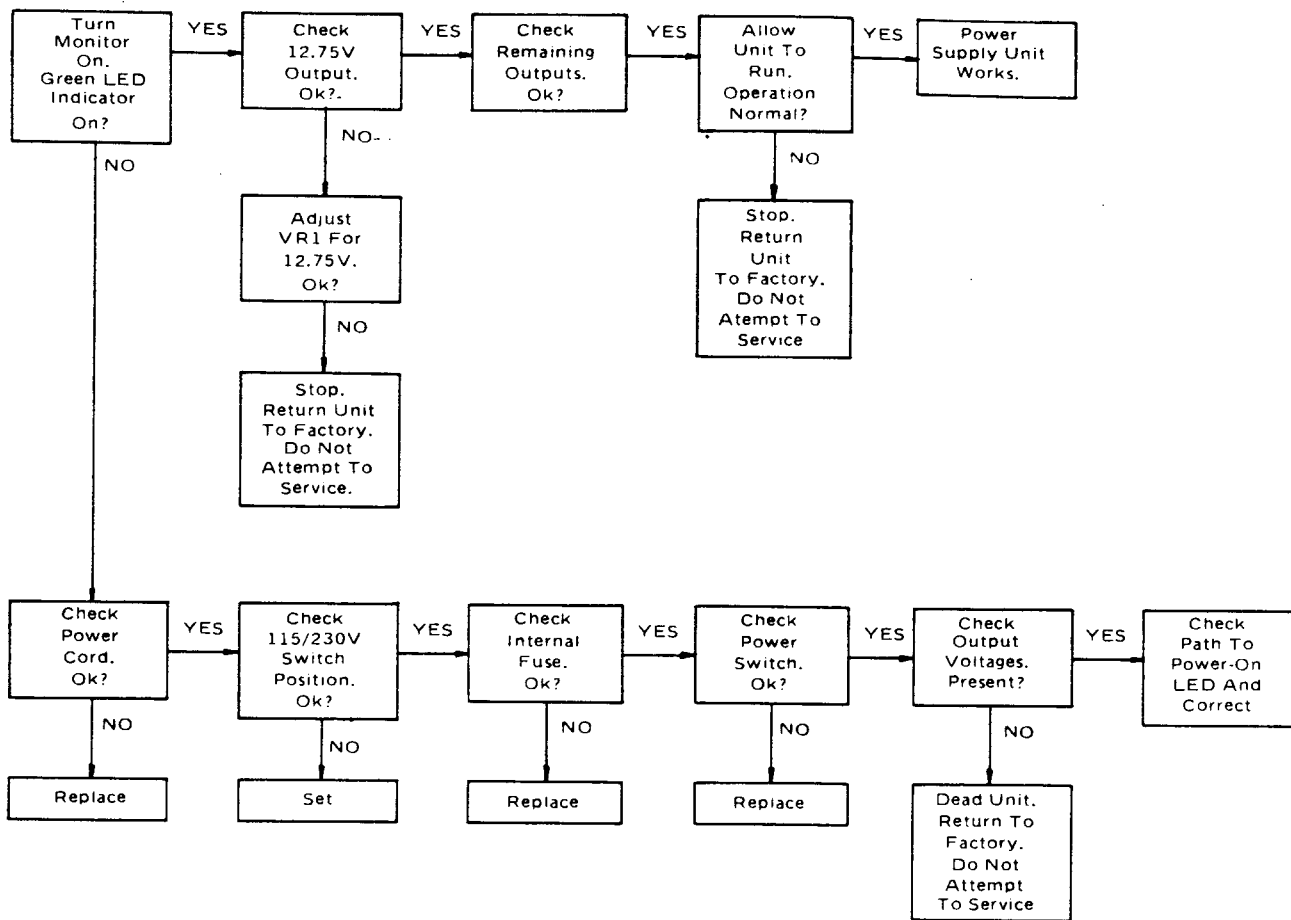 Turn
Monitor
On.
Green LED
Indicator
On?
YES
Check
12.75V
Output.
Ok?.
YES
Check
Remaining
Outputs.
Ok?
YES
Allow
Unit To
Run.
Operation
Normal?
YES
Power
Supply Unit
Works.
NO
NO
NO
Adjust
VR1 For
12.75V.
Ok?
NO
Stop.
Return Unit
To Factory.
Do Not
Attempt To
Service.
Stop.
Return
Unit
To Factory.
Do Not
Atempt To
Service
Check
Power
Cord.
Ok?
YES
Check
115/230V
Switch
Position.
Ok?
YES
Check
Internal
Fuse.
Ok?
YES
Check
Power
Switch.
Ok?
YES
Check
Output
Voltages.
Present?
YES
Check
Path To
Power-On
LED And
Correct
NO
NO
NO
NO
NO
Replace
Set
Replace
Replace
Dead Unit.
Return To
Factory.
Do Not
Attempt
To Service